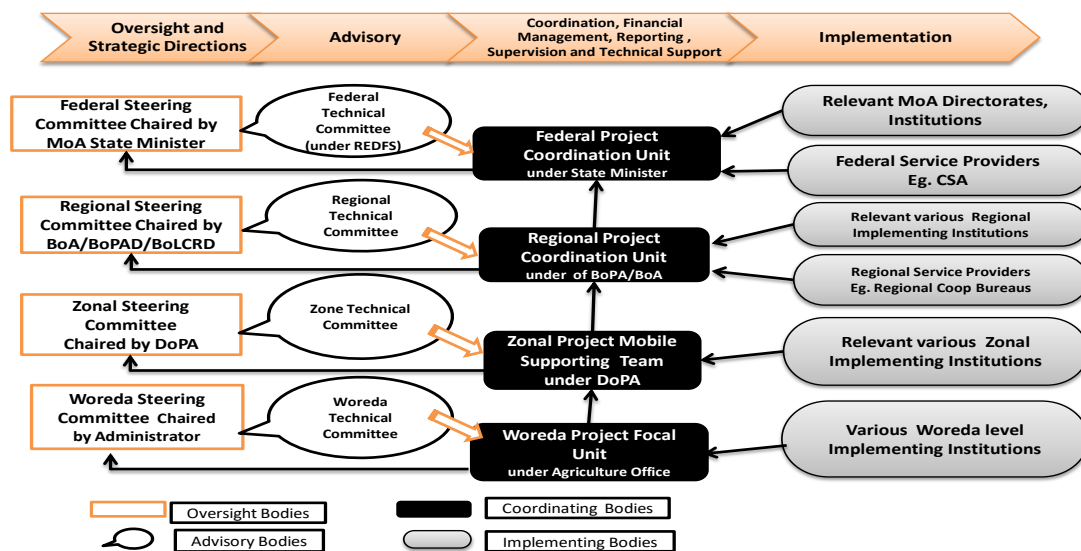 Oversight and
Strategic Directions
Advisory
Coordination, Financial
Management, Reporting ,
Supervision and Technical Support
Implementation
Federal Steering
Committee Chaired by
MoA State Minister
Federal
Technical
Committee
(under REDFS)
Federal Project
Coordination Unit
under State Minister
Relevant MoA Directorates,
Institutions
Federal Service Providers
Eg. CSA
Regional Steering
Committee Chaired by
BoA/BoPAD/BoLCRD
Regional
Technical
Committee
Regional Project
Coordination Unit
under of BoPA/BoA
Relevant various Regional
Implementing Institutions
Regional Service Providers
Eg. Regional Coop Bureaus
Zonal Steering
Committee
Chaired by DoPA
Zone Technical
Committee
Zonal Project Mobile
Supporting Team
under DoPA
Relevant various Zonal
Implementing Institutions
Woreda Steering
Committee Chaired
by Administrator
Woreda
Technical
Committee
Woreda Project Focal
Unit
under Agriculture Office
Various Woreda level
Implementing Institutions
Oversight Bodies
Coordinating Bodies
Advisory Bodies
Implementing Bodies